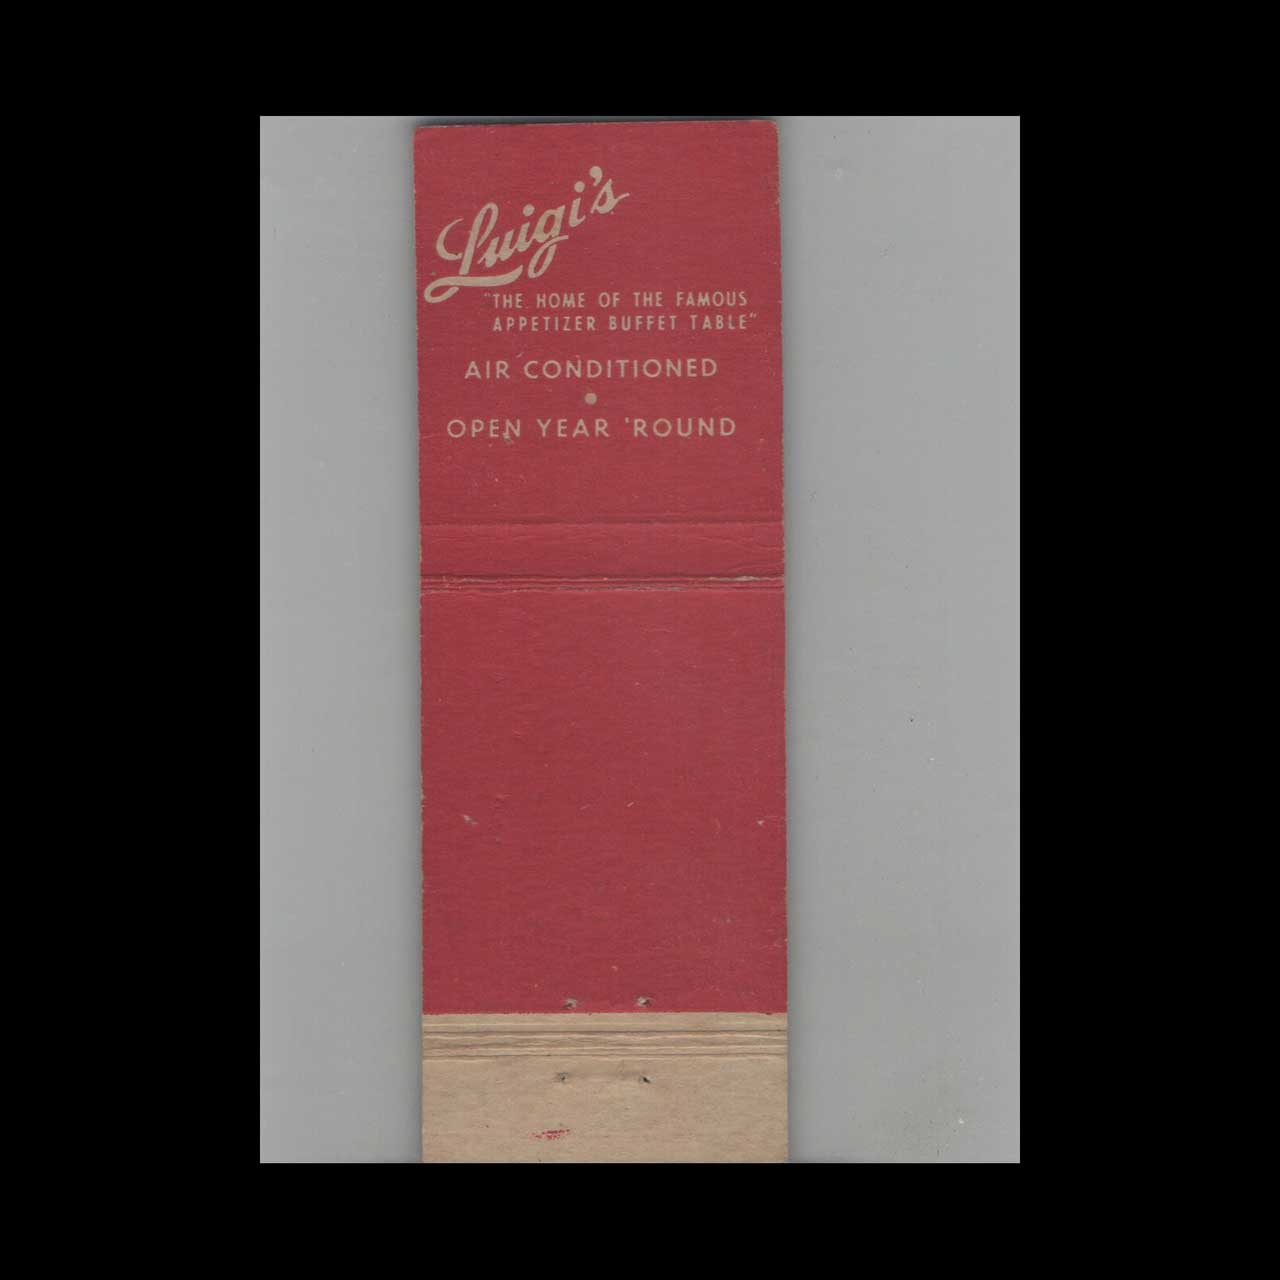 Luigi's
"THE HOME OF THE FAMOUS
APPETIZER BUFFET TABLE"
AIR CONDITIONED
•
OPEN YEAR 'ROUND